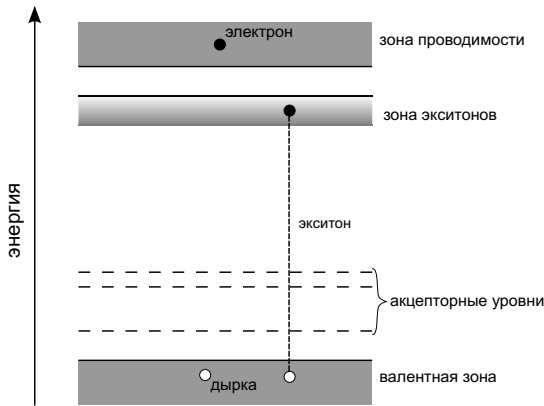 электрон
зона проводимости
зона экситонов
энергия
экситон
акцепторные уровни
дырка
валентная зона